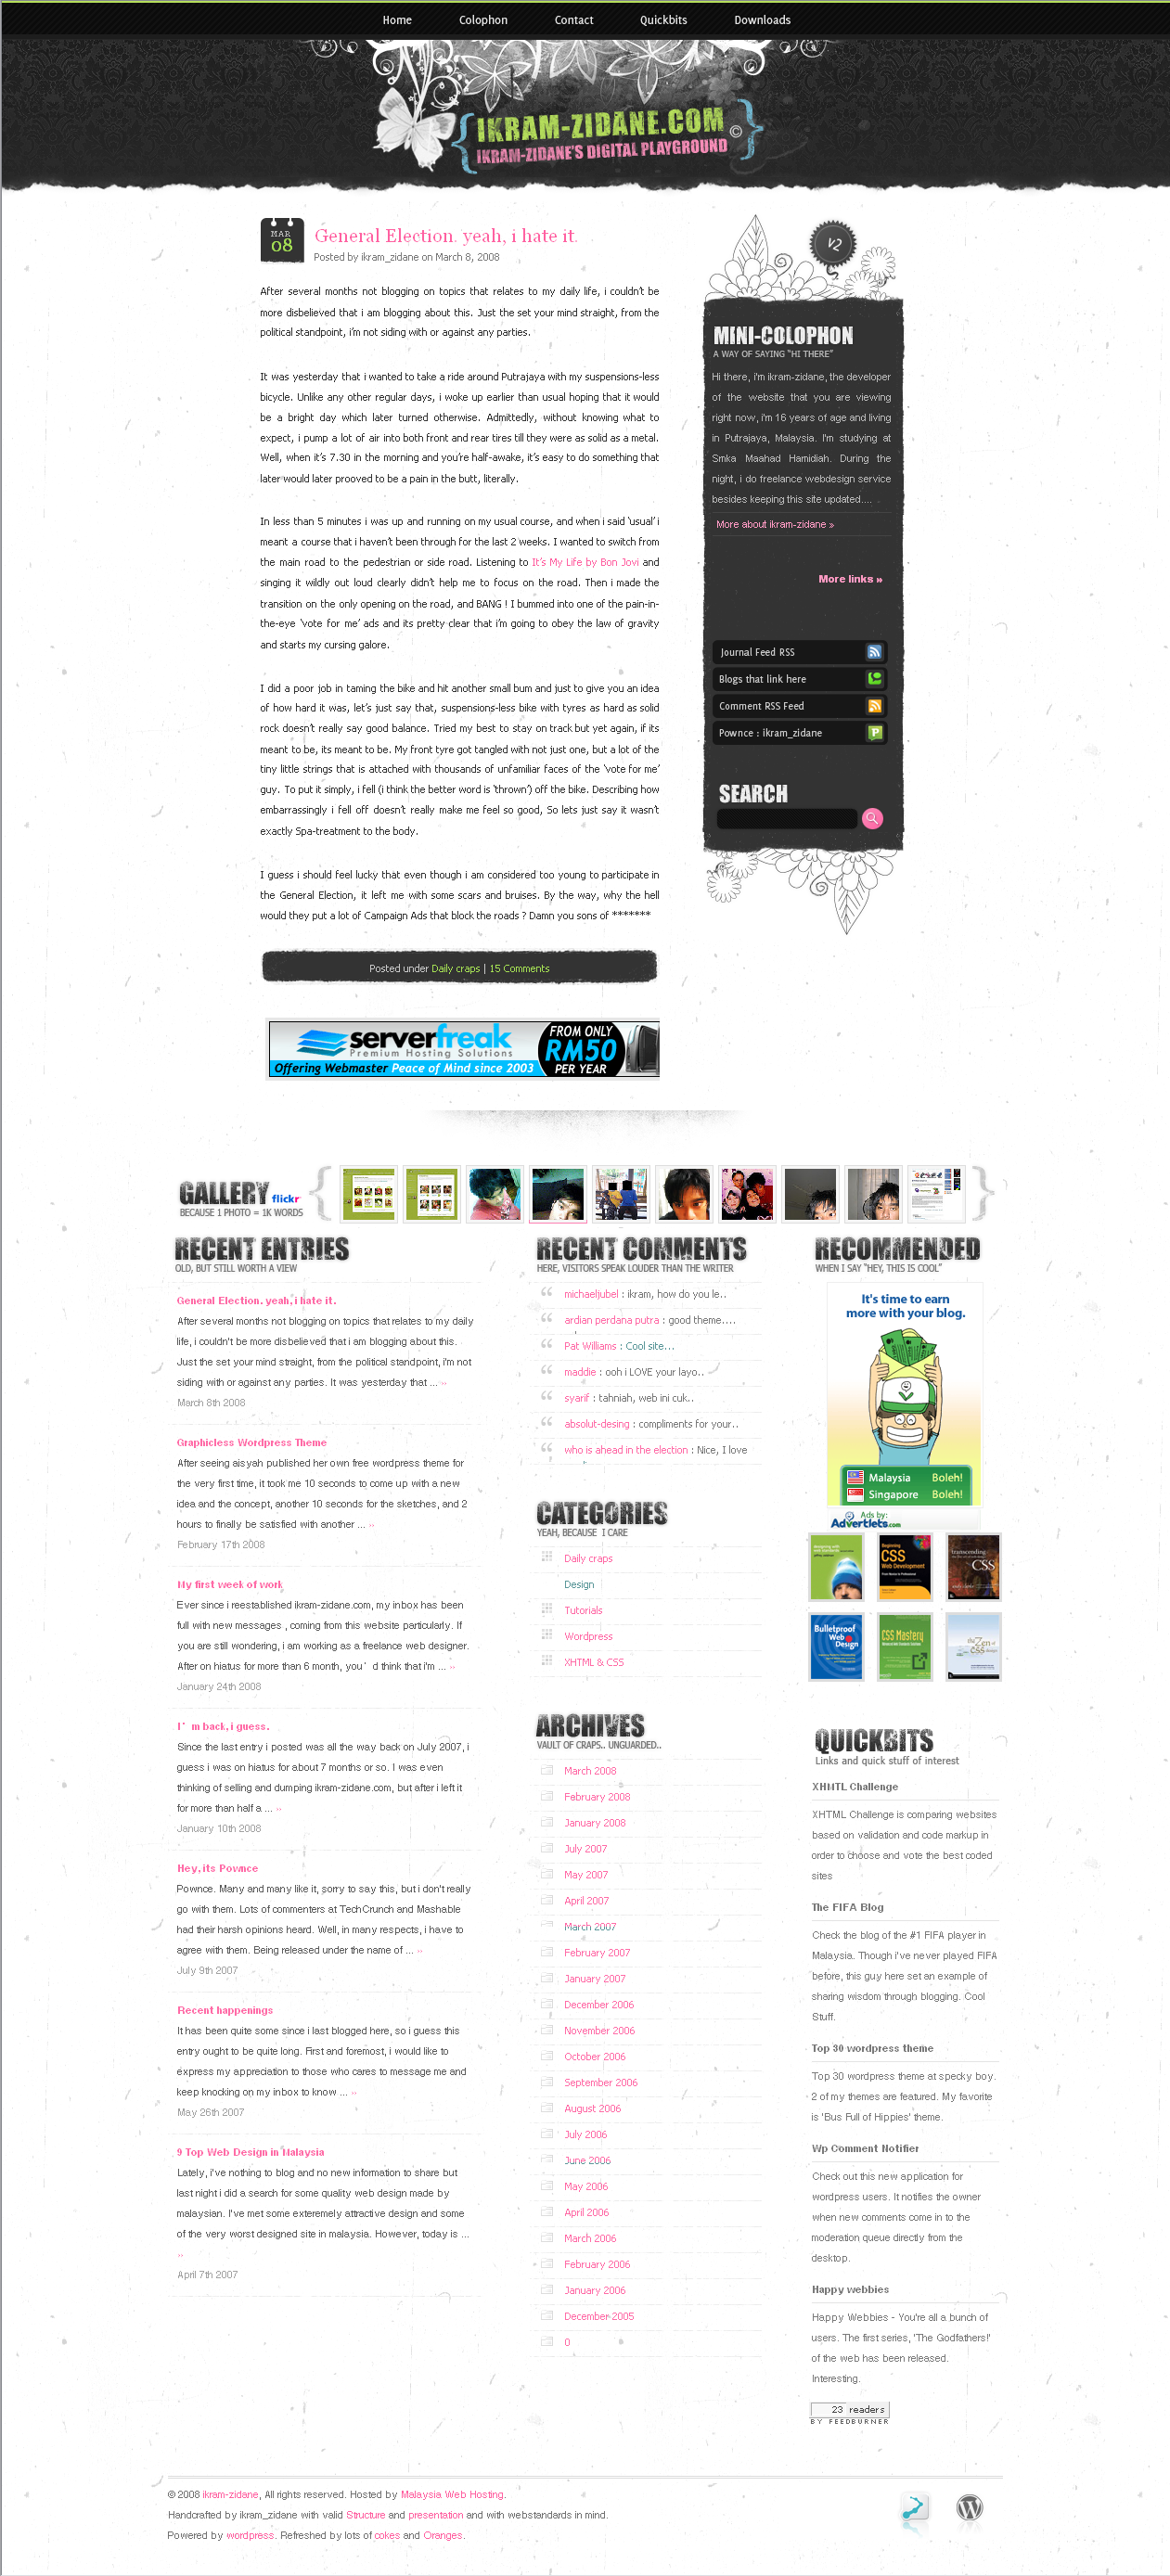 Home Colophon Contact Quickbits Downloads
{IKRAM-ZIDANE.COM}©
IKRAM-ZIDANE'S DIGITAL PLAYGROUND
MAR
08
General Election. yeah, i hate it.
Posted by ikram_zidane on March 8, 2008
After several months not blogging on topics that relates to my daily life, i couldn't be
more disbelieved that i am blogging about this. Just the set your mind straight, from the
political standpoint, i'm not siding with or against any parties.
It was yesterday that i wanted to take a ride around Putrajaya with my suspensions-less
bicycle. Unlike any other regular days, i woke up earlier than usual hoping that it would
be a bright day which later turned otherwise. Admittedly, without knowing what to
expect, i pump a lot of air into both front and rear tires till they were as solid as a metal.
Well, when it's 7.30 in the morning and you're half-awake, it's easy to do something that
later would later prooved to be a pain in the butt, literally.
In less than 5 minutes i was up and running on my usual course, and when i said 'usual' i
meant a course that i haven't been through for the last 2 weeks. I wanted to switch from
the main road to the pedestrian or side road. Listening to It's My Life by Bon Jovi and
singing it wildly out loud clearly didn't help me to focus on the road. Then i made the
transition on the only opening on the road, and BANG ! I bummed into one of the pain-in-
the-eye 'vote for me' ads and its pretty clear that i'm going to obey the law of gravity
and starts my cursing galore.
I did a poor job in taming the bike and hit another small bum and just to give you an idea
of how hard it was, let's just say that, suspensions-less bike with tyres as hard as solid
rock doesn't really say good balance. Tried my best to stay on track but yet again, if its
meant to be, its meant to be. My front tyre got tangled with not just one, but a lot of the
tiny little strings that is attached with thousands of unfamiliar faces of the 'vote for me'
guy. To put it simply, i fell (i think the better word is 'thrown') off the bike. Describing how
embarrassingly i fell off doesn't really make me feel so good, So lets just say it wasn't
exactly Spa-treatment to the body.
I guess i should feel lucky that even though i am considered too young to participate in
the General Election, it left me with some scars and bruises. By the way, why the hell
would they put a lot of Campaign Ads that block the roads ? Damn you sons of *******
Posted under Daily craps | 15 Comments
serverfreak
Premium Hosting Solutions
Offering Webmaster Peace of Mind since 2003
FROM ONLY
RM50
PER YEAR
V2
MINI-COLOPHON
A WAY OF SAYING "HI THERE"
Hi there, i'm ikram-zidane, the developer
of the website that you are viewing
right now, i'm 16 years of age and living
in Putrajaya, Malaysia. I'm studying at
Smka Maahad Hamidiah. During the
night, i do freelance webdesign service
besides keeping this site updated....
More about ikram-zidane »
More links »
Journal Feed RSS
Blogs that link here
Comment RSS Feed
Pownce : ikram_zidane
SEARCH
GALLERY flickr
BECAUSE 1 PHOTO = 1K WORDS
RECENT ENTRIES
OLD, BUT STILL WORTH A VIEW
General Election. yeah, i hate it.
After several months not blogging on topics that relates to my daily
life, i couldn't be more disbelieved that i am blogging about this.
Just the set your mind straight, from the political standpoint, i'm not
siding with or against any parties. It was yesterday that ... »
March 8th 2008
Graphicless Wordpress Theme
After seeing aisyah published her own free wordpress theme for
the very first time, it took me 10 seconds to come up with a new
idea and the concept, another 10 seconds for the sketches, and 2
hours to finally be satisfied with another ... »
February 17th 2008
My first week of work
Ever since i reestablished ikram-zidane.com, my inbox has been
full with new messages , coming from this website particularly. If
you are still wondering, i am working as a freelance web designer.
After on hiatus for more than 6 month, you' d think that i'm ... »
January 24th 2008
I' m back, i guess.
Since the last entry i posted was all the way back on July 2007, i
guess i was on hiatus for about 7 months or so. I was even
thinking of selling and dumping ikram-zidane.com, but after i left it
for more than half a ... »
January 10th 2008
Hey, its Pownce
Pownce. Many and many like it, sorry to say this, but i don't really
go with them. Lots of commenters at TechCrunch and Mashable
had their harsh opinions heard. Well, in many respects, i have to
agree with them. Being released under the name of ... »
July 9th 2007
Recent happenings
It has been quite some since i last blogged here, so i guess this
entry ought to be quite long. First and foremost, i would like to
express my appreciation to those who cares to message me and
keep knocking on my inbox to know ... »
May 26th 2007
9 Top Web Design in Malaysia
Lately, i've nothing to blog and no new information to share but
last night i did a search for some quality web design made by
malaysian. I've met some exteremely attractive design and some
of the very worst designed site in malaysia. However, today is ...
»
April 7th 2007
RECENT COMMENTS
HERE, VISITORS SPEAK LOUDER THAN THE WRITER
michaeljubel : ikram, how do you le..
ardian perdana putra : good theme....
Pat Williams : Cool site...
maddie : ooh i LOVE your layo..
syarif : tahniah, web ini cuk..
absolut-desing : compliments for your..
who is ahead in the election : Nice, I love
CATEGORIES
YEAH, BECAUSE I CARE
Daily craps
Design
Tutorials
Wordpress
XHTML & CSS
ARCHIVES
VAULT OF CRAPS.. UNGUARDED..
March 2008
February 2008
January 2008
July 2007
May 2007
April 2007
March 2007
February 2007
January 2007
December 2006
November 2006
October 2006
September 2006
August 2006
July 2006
June 2006
May 2006
April 2006
March 2006
February 2006
January 2006
December 2005
0
RECOMMENDED
WHEN I SAY "HEY, THIS IS COOL"
It's time to earn
more with your blog.
Malaysia Boleh!
Singapore Boleh!
Ads by:
Advertlets.com
Beginning
CSS
Web Development
transcending
CSS
Bulletproof
Web Design
CSS Mastery
the Zen of
CSS design
QUICKBITS
Links and quick stuff of interest
XHMTL Challenge
XHTML Challenge is comparing websites
based on validation and code markup in
order to choose and vote the best coded
sites
The FIFA Blog
Check the blog of the #1 FIFA player in
Malaysia. Though i've never played FIFA
before, this guy here set an example of
sharing wisdom through blogging. Cool
Stuff.
Top 30 wordpress theme
Top 30 wordpress theme at specky boy.
2 of my themes are featured. My favorite
is 'Bus Full of Hippies' theme.
Wp Comment Notifier
Check out this new application for
wordpress users. It notifies the owner
when new comments come in to the
moderation queue directly from the
desktop.
Happy webbies
Happy Webbies - You're all a bunch of
users. The first series, 'The Godfathers!'
of the web has been released.
Interesting.
23 readers
BY FEEDBURNER
© 2008 ikram-zidane, All rights reserved. Hosted by Malaysia Web Hosting.
Handcrafted by ikram_zidane with valid Structure and presentation and with webstandards in mind.
Powered by wordpress. Refreshed by lots of cokes and Oranges.